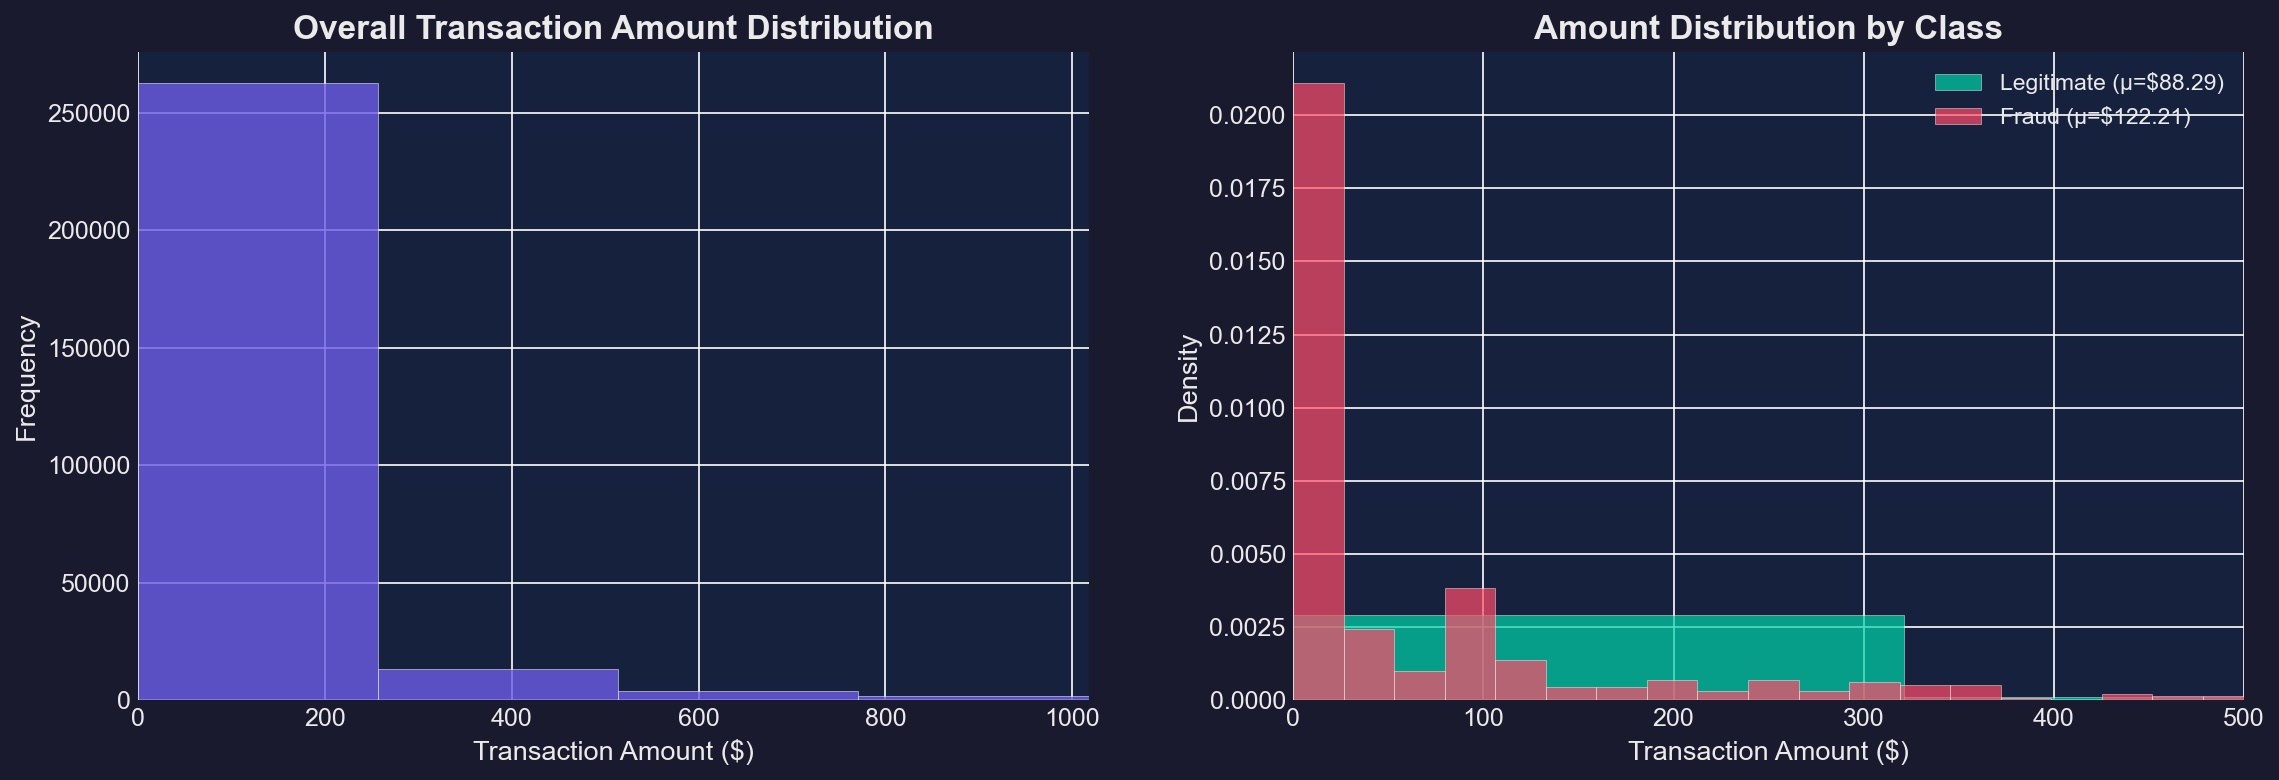 Overall Transaction Amount Distribution
Frequency
250000
200000
150000
100000
50000
0
0 200 400 600 800 1000
Transaction Amount ($)
Amount Distribution by Class
Legitimate (μ=$88.29)
Fraud (μ=$122.21)
Density
0.0200
0.0175
0.0150
0.0125
0.0100
0.0075
0.0050
0.0025
0.0000
0 100 200 300 400 500
Transaction Amount ($)